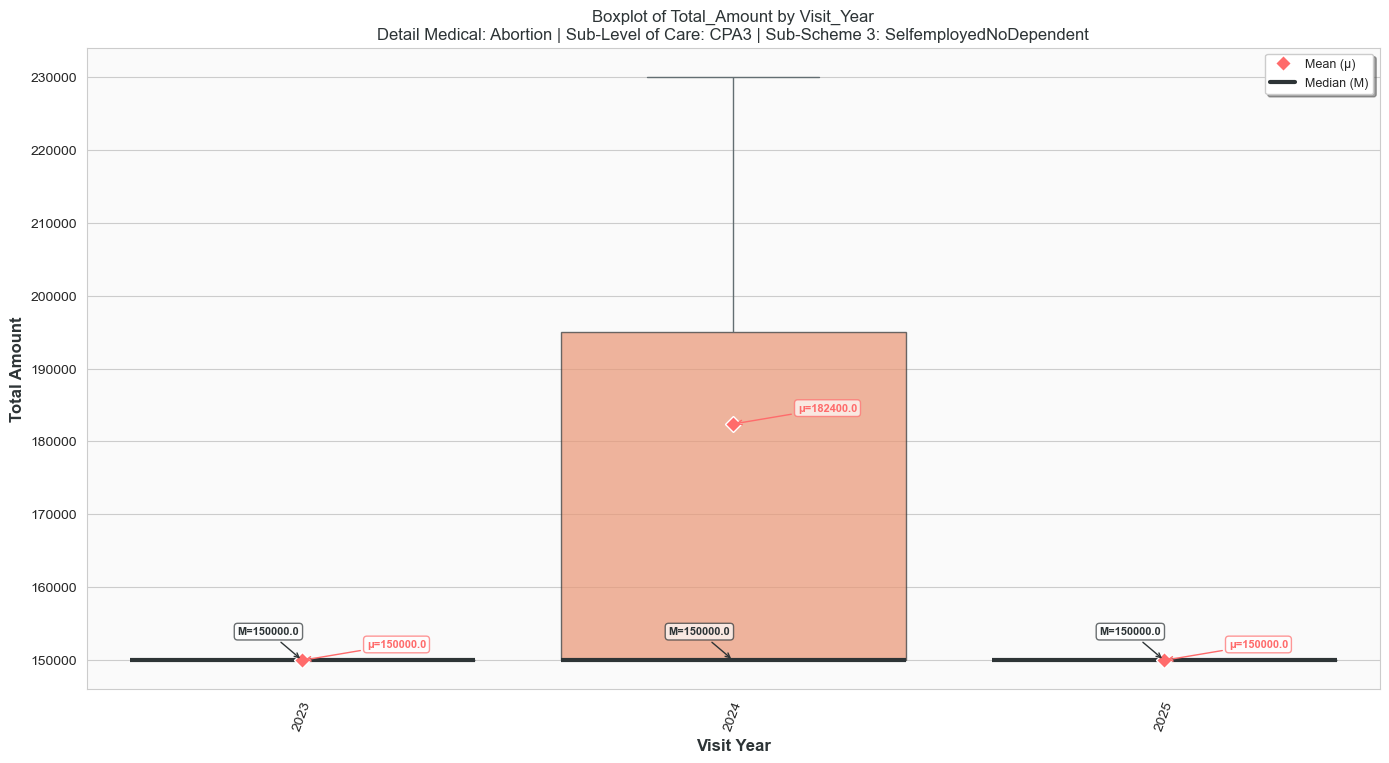 Boxplot of Total_Amount by Visit_Year
Detail Medical: Abortion | Sub-Level of Care: CPA3 | Sub-Scheme 3: SelfemployedNoDependent
Mean (μ)
Median (M)
Total Amount
230000
220000
210000
200000
190000
180000
170000
160000
150000
μ=182400.0
M=150000.0
μ=150000.0
M=150000.0
M=150000.0
μ=150000.0
2023
2024
2025
Visit Year